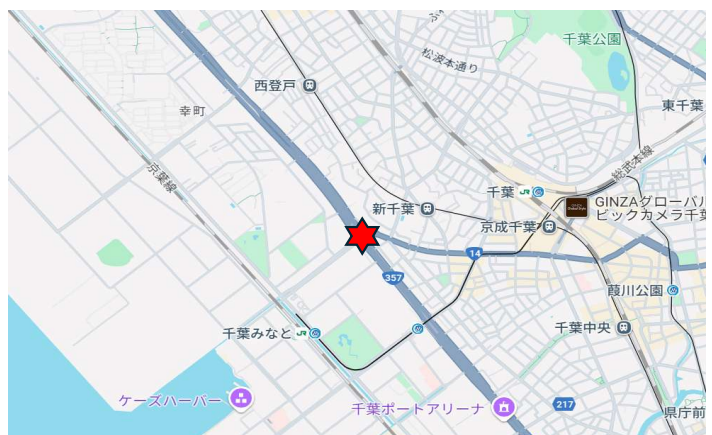 千葉公園
松波本通り
西登戸
東千葉
幸町
総武本線
京葉線
千葉
JR
GINZAグローバル
ビックカメラ千葉
新千葉
京成千葉
14
357
葭川公園
千葉みなと
JR
千葉中央
ケーズハーバー
千葉ポートアリーナ
217
県庁前